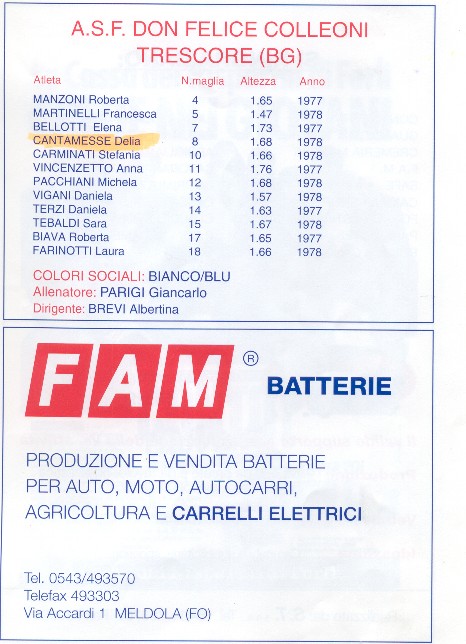 A.S.F. DON FELICE COLLEONI
TRESCORE (BG)
Atleta N.maglia Altezza Anno
MANZONI Roberta 4 1.65 1977
MARTINELLI Francesca 5 1.47 1978
BELLOTTI Elena 7 1.73 1977
CANTAMESSE Delia 8 1.68 1978
CARMINATI Stefania 10 1.66 1978
VINCENZETTO Anna 11 1.76 1977
PACCHIANI Michela 12 1.68 1978
VIGANI Daniela 13 1.57 1978
TERZI Daniela 14 1.63 1977
TEBALDI Sara 15 1.67 1978
BIAVA Roberta 17 1.65 1977
FARINOTTI Laura 18 1.66 1978
COLORI SOCIALI: BIANCO/BLU
Allenatore: PARIGI Giancarlo
Dirigente: BREVI Albertina
FAM ® BATTERIE
PRODUZIONE E VENDITA BATTERIE
PER AUTO, MOTO, AUTOCARRI,
AGRICOLTURA E CARRELLI ELETTRICI
Tel. 0543/493570
Telefax 493303
Via Accardi 1 MELDOLA (FO)